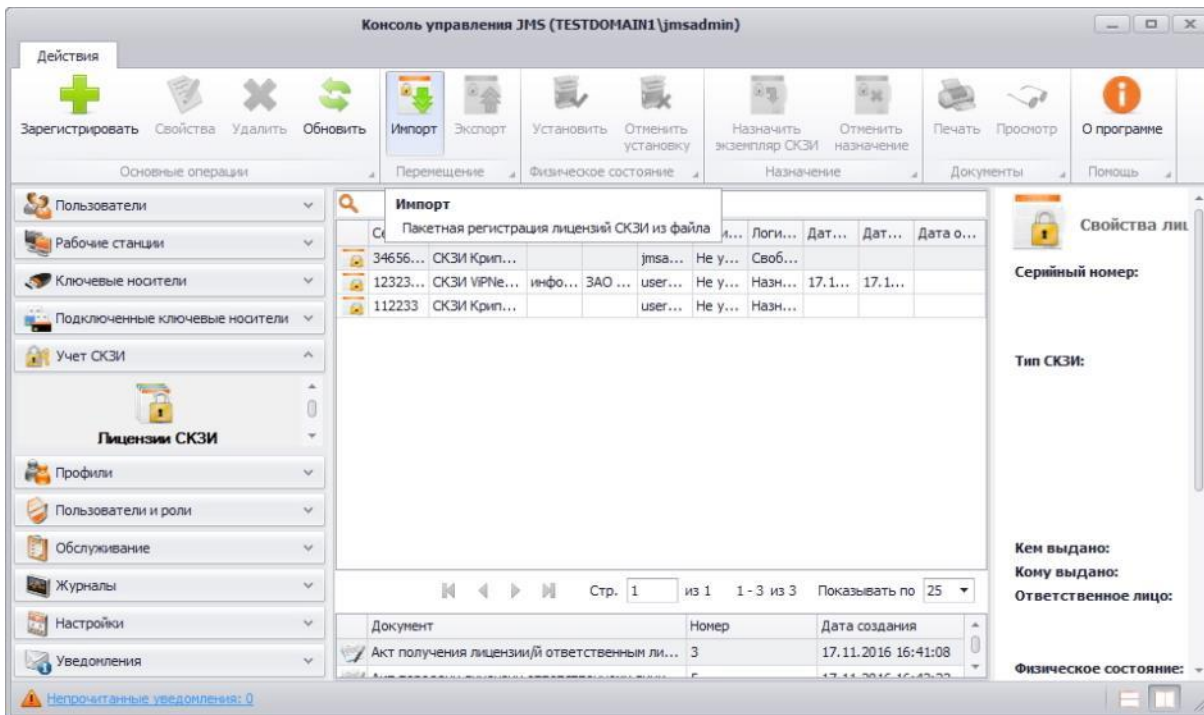 Консоль управления JMS (TESTDOMAIN1\jmsadmin)
Действия
Зарегистрировать Свойства Удалить Обновить Импорт Экспорт Установить Отменить установку Назначить экземпляр СКЗИ Отменить назначение Печать Просмотр О программе
Основные операции Перемещение Физическое состояние Назначение Документы Помощь
Пользователи
Рабочие станции
Ключевые носители
Подключенные ключевые носители
Учет СКЗИ
Лицензии СКЗИ
Профили
Пользователи и роли
Обслуживание
Журналы
Настройки
Уведомления
Импорт
Пакетная регистрация лицензий СКЗИ из файла
Логи... Дат... Дат... Дата о...
34656... СКЗИ Крип... jmsa... Не у... Своб...
12323... СКЗИ ViPNe... инфо... ЗАО ... user... Не у... Назн... 17.1... 17.1...
112233 СКЗИ Крип... user... Не у... Назн...
Стр. 1 из 1 1 - 3 из 3 Показывать по 25
Документ Номер Дата создания
Акт получения лицензии/й ответственным ли... 3 17.11.2016 16:41:08
Свойства лиц
Серийный номер:
Тип СКЗИ:
Кем выдано:
Кому выдано:
Ответственное лицо:
Физическое состояние:
Непрочитанные уведомления: 0